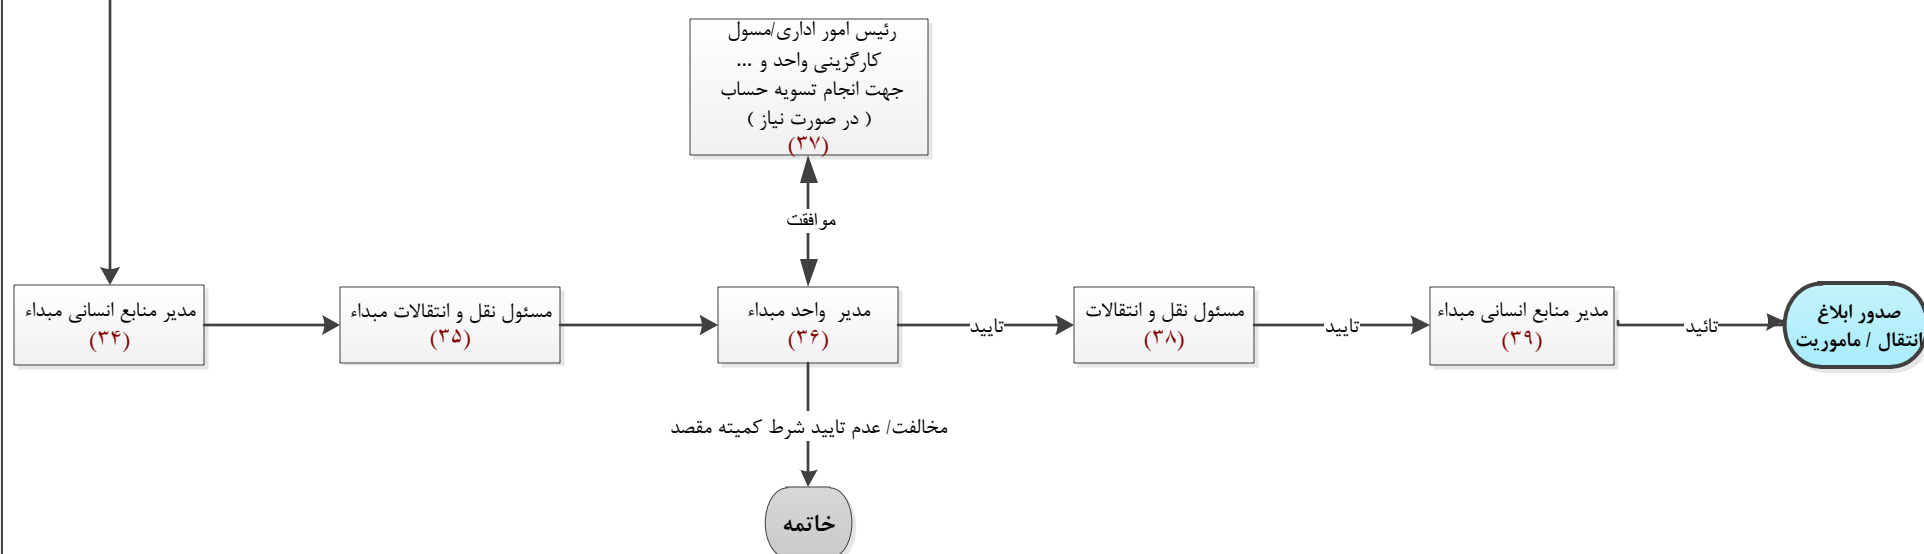 رئیس امور اداری/مسول
کارگزینی واحد و ...
جهت انجام تسویه حساب
( در صورت نیاز )
(۳۷)
موافقت
مدیر منابع انسانی مبداء
(۳۴)
مسئول نقل و انتقالات مبداء
(۳۵)
مدیر واحد مبداء
(۳۶)
تایید
مسئول نقل و انتقالات
(۳۸)
تایید
مدیر منابع انسانی مبداء
(۳۹)
تائید
صدور ابلاغ
انتقال / ماموریت
مخالفت/ عدم تایید شرط کمیته مقصد
خاتمه